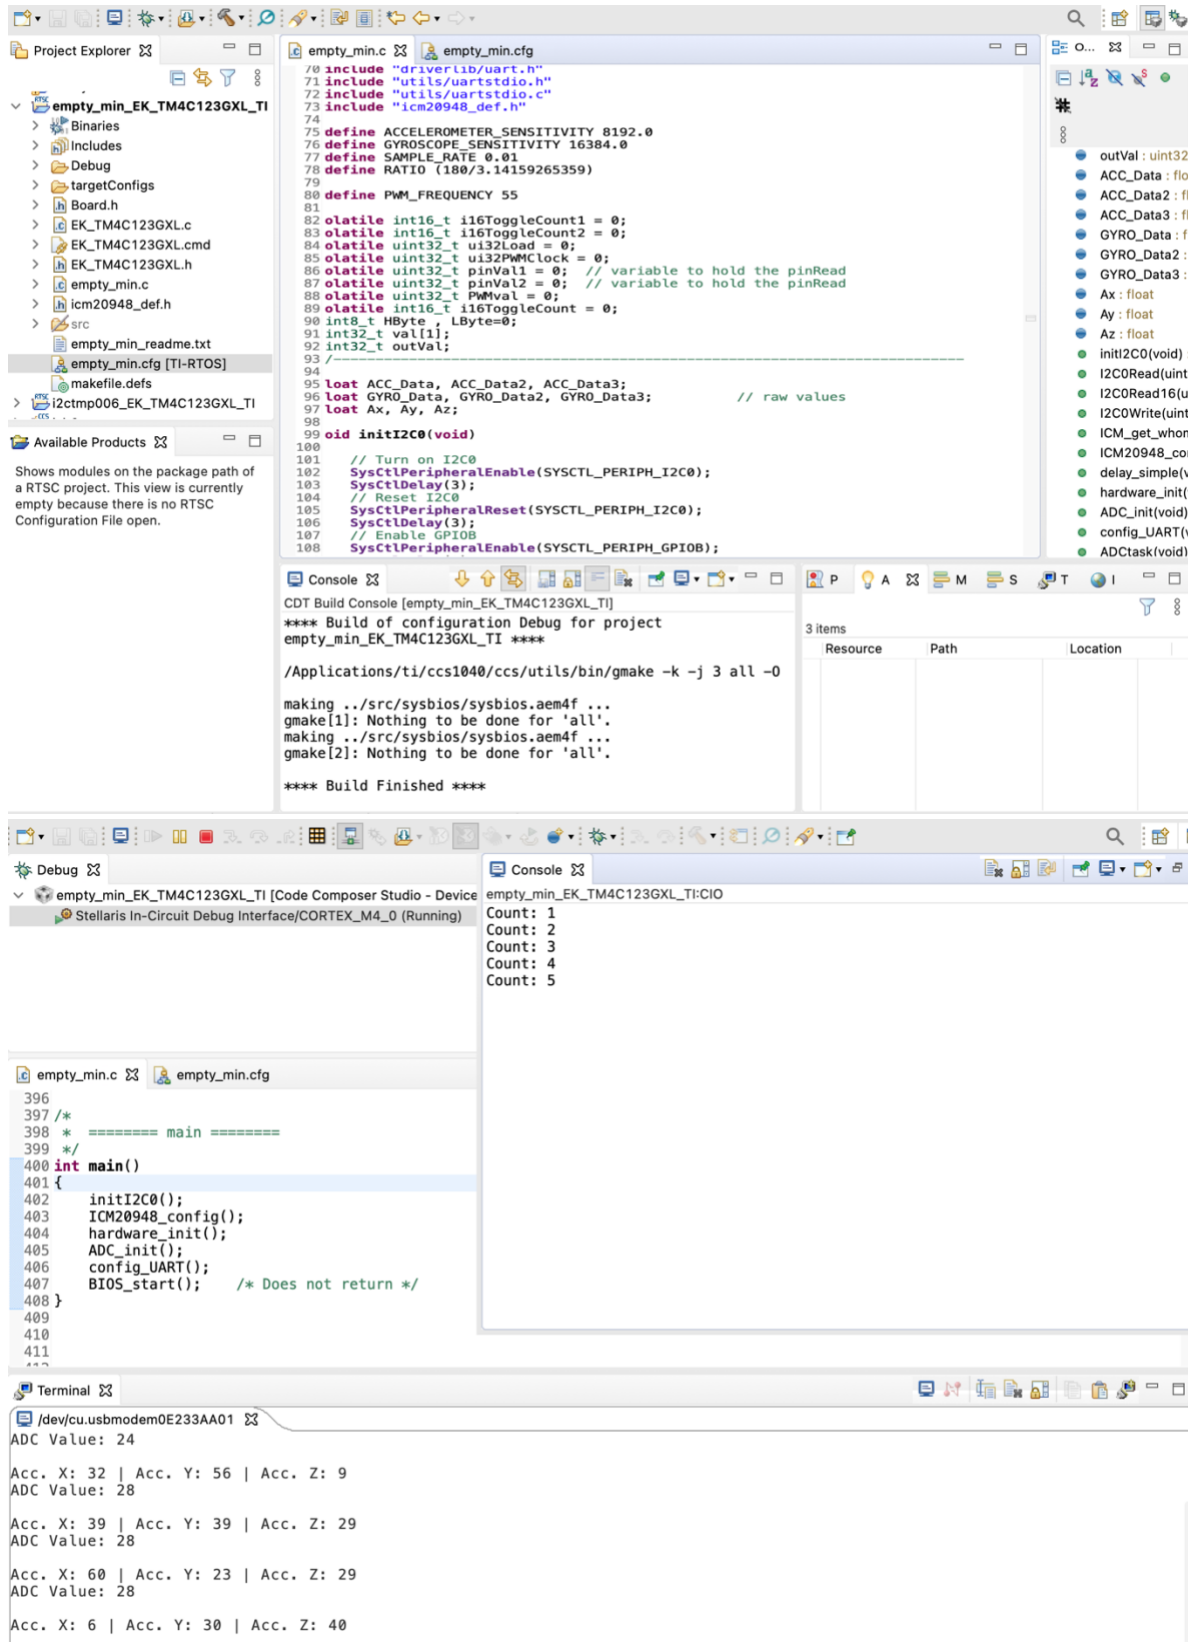 Project Explorer
empty_min_EK_TM4C123GXL_TI
Binaries
Includes
Debug
targetConfigs
Board.h
EK_TM4C123GXL.c
EK_TM4C123GXL.cmd
EK_TM4C123GXL.h
empty_min.c
icm20948_def.h
src
empty_min_readme.txt
empty_min.cfg [TI-RTOS]
makefile.defs
i2ctmp006_EK_TM4C123GXL_TI
Available Products
Shows modules on the package path of
a RTSC project. This view is currently
empty because there is no RTSC
Configuration File open.
empty_min.c empty_min.cfg
70 include "driverlib/uart.h"
71 include "utils/uartstdio.h"
72 include "utils/uartstdio.c"
73 include "icm20948_def.h"
74
75 define ACCELEROMETER_SENSITIVITY 8192.0
76 define GYROSCOPE_SENSITIVITY 16384.0
77 define SAMPLE_RATE 0.01
78 define RATIO (180/3.14159265359)
79
80 define PWM_FREQUENCY 55
81
82 olatile int16_t i16ToggleCount1 = 0;
83 olatile int16_t i16ToggleCount2 = 0;
84 olatile uint32_t ui32Load = 0;
85 olatile uint32_t ui32PWMClock = 0;
86 olatile uint32_t pinVal1 = 0; // variable to hold the pinRead
87 olatile uint32_t pinVal2 = 0; // variable to hold the pinRead
88 olatile uint32_t PWMval = 0;
89 olatile int16_t i16ToggleCount = 0;
90 int8_t HByte , LByte=0;
91 int32_t val[1];
92 int32_t outVal;
93 /------------------------------------------------------------------------
94
95 loat ACC_Data, ACC_Data2, ACC_Data3;
96 loat GYRO_Data, GYRO_Data2, GYRO_Data3; // raw values
97 loat Ax, Ay, Az;
98
99 oid initI2C0(void)
100
101 // Turn on I2C0
102 SysCtlPeripheralEnable(SYSCTL_PERIPH_I2C0);
103 SysCtlDelay(3);
104 // Reset I2C0
105 SysCtlPeripheralReset(SYSCTL_PERIPH_I2C0);
106 SysCtlDelay(3);
107 // Enable GPIOB
108 SysCtlPeripheralEnable(SYSCTL_PERIPH_GPIOB);
O...
outVal : uint32
ACC_Data : flo
ACC_Data2 : f
ACC_Data3 : f
GYRO_Data : f
GYRO_Data2 :
GYRO_Data3 :
Ax : float
Ay : float
Az : float
initI2C0(void)
I2C0Read(uint
I2C0Read16(u
I2C0Write(uint
ICM_get_whom
ICM20948_co
delay_simple(v
hardware_init(
ADC_init(void)
config_UART(v
ADCtask(void)
Console
CDT Build Console [empty_min_EK_TM4C123GXL_TI]
**** Build of configuration Debug for project
empty_min_EK_TM4C123GXL_TI ****
/Applications/ti/ccs1040/ccs/utils/bin/gmake -k -j 3 all -O
making ../src/sysbios/sysbios.aem4f ...
gmake[1]: Nothing to be done for 'all'.
making ../src/sysbios/sysbios.aem4f ...
gmake[2]: Nothing to be done for 'all'.
**** Build Finished ****
P A M S T I
3 items
Resource Path Location
Debug
empty_min_EK_TM4C123GXL_TI [Code Composer Studio - Device
Stellaris In-Circuit Debug Interface/CORTEX_M4_0 (Running)
Console
empty_min_EK_TM4C123GXL_TI:CIO
Count: 1
Count: 2
Count: 3
Count: 4
Count: 5
empty_min.c empty_min.cfg
396
397 /*
398 * ======== main ========
399 */
400 int main()
401 {
402 initI2C0();
403 ICM20948_config();
404 hardware_init();
405 ADC_init();
406 config_UART();
407 BIOS_start(); /* Does not return */
408 }
409
410
411
Terminal
/dev/cu.usbmodem0E233AA01
ADC Value: 24
Acc. X: 32 | Acc. Y: 56 | Acc. Z: 9
ADC Value: 28
Acc. X: 39 | Acc. Y: 39 | Acc. Z: 29
ADC Value: 28
Acc. X: 60 | Acc. Y: 23 | Acc. Z: 29
ADC Value: 28
Acc. X: 6 | Acc. Y: 30 | Acc. Z: 40